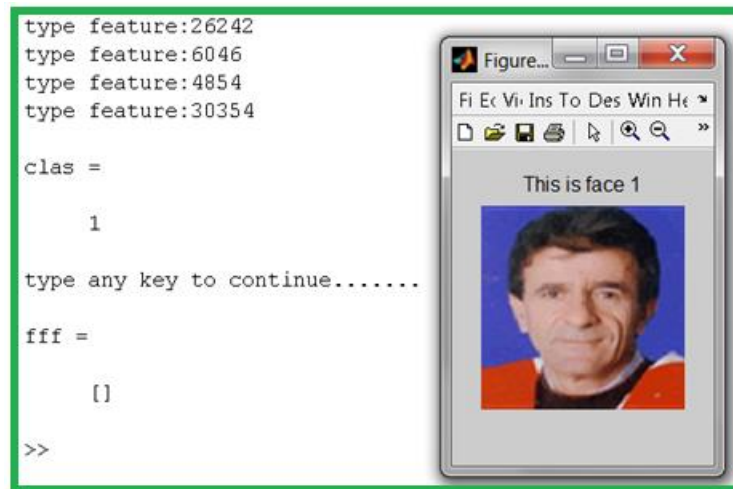 type feature:26242
type feature:6046
type feature:4854
type feature:30354
clas =
1
type any key to continue.......
fff =
[]
>>
Figure...
Fi Ec Vi Ins To Des Win He
»
This is face 1